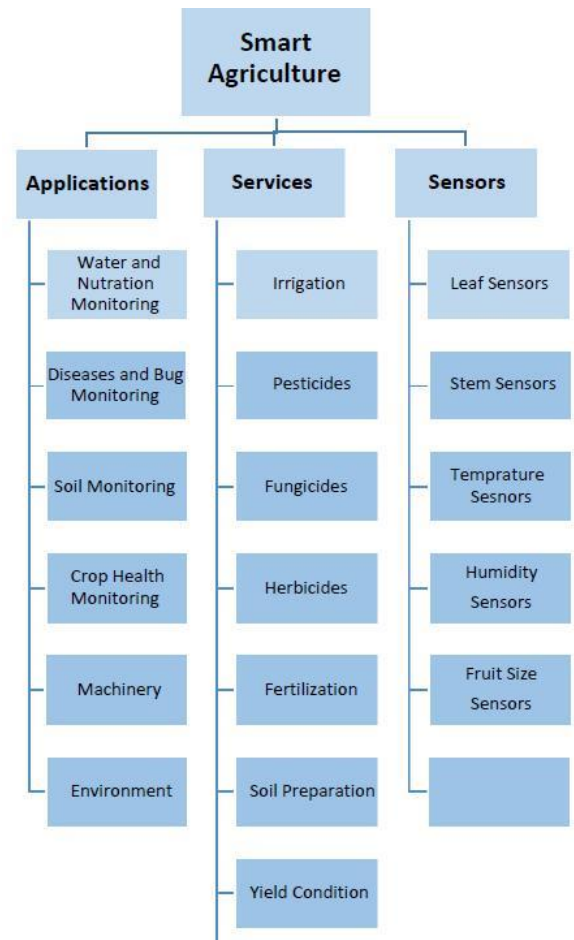 Smart
Agriculture
Applications
Services
Sensors
Water and
Nutration
Monitoring
Diseases and Bug
Monitoring
Soil Monitoring
Crop Health
Monitoring
Machinery
Environment
Irrigation
Pesticides
Fungicides
Herbicides
Fertilization
Soil Preparation
Yield Condition
Leaf Sensors
Stem Sensors
Temprature
Sesnors
Humidity
Sensors
Fruit Size
Sensors